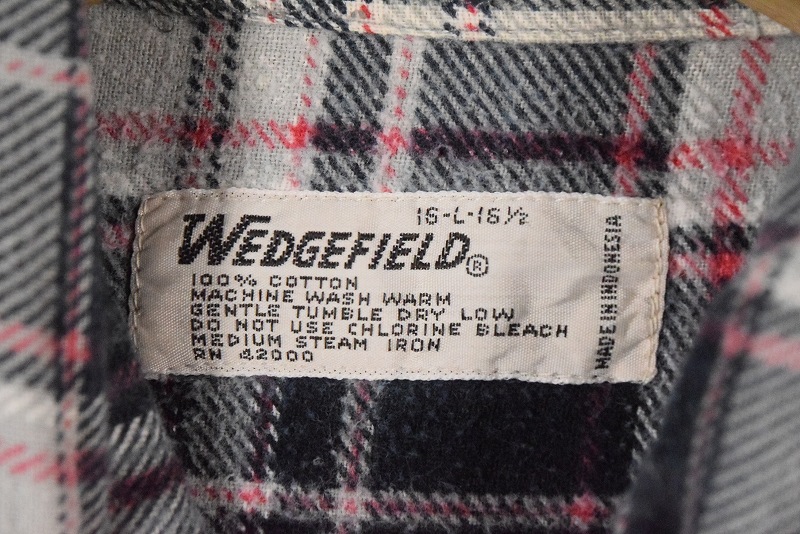 16-L-16½
WEDGEFIELD®
100% COTTON
MACHINE WASH WARM
GENTLE TUMBLE DRY LOW
DO NOT USE CHLORINE BLEACH
MEDIUM STEAM IRON
RN 42000
MADE IN INDONESIA